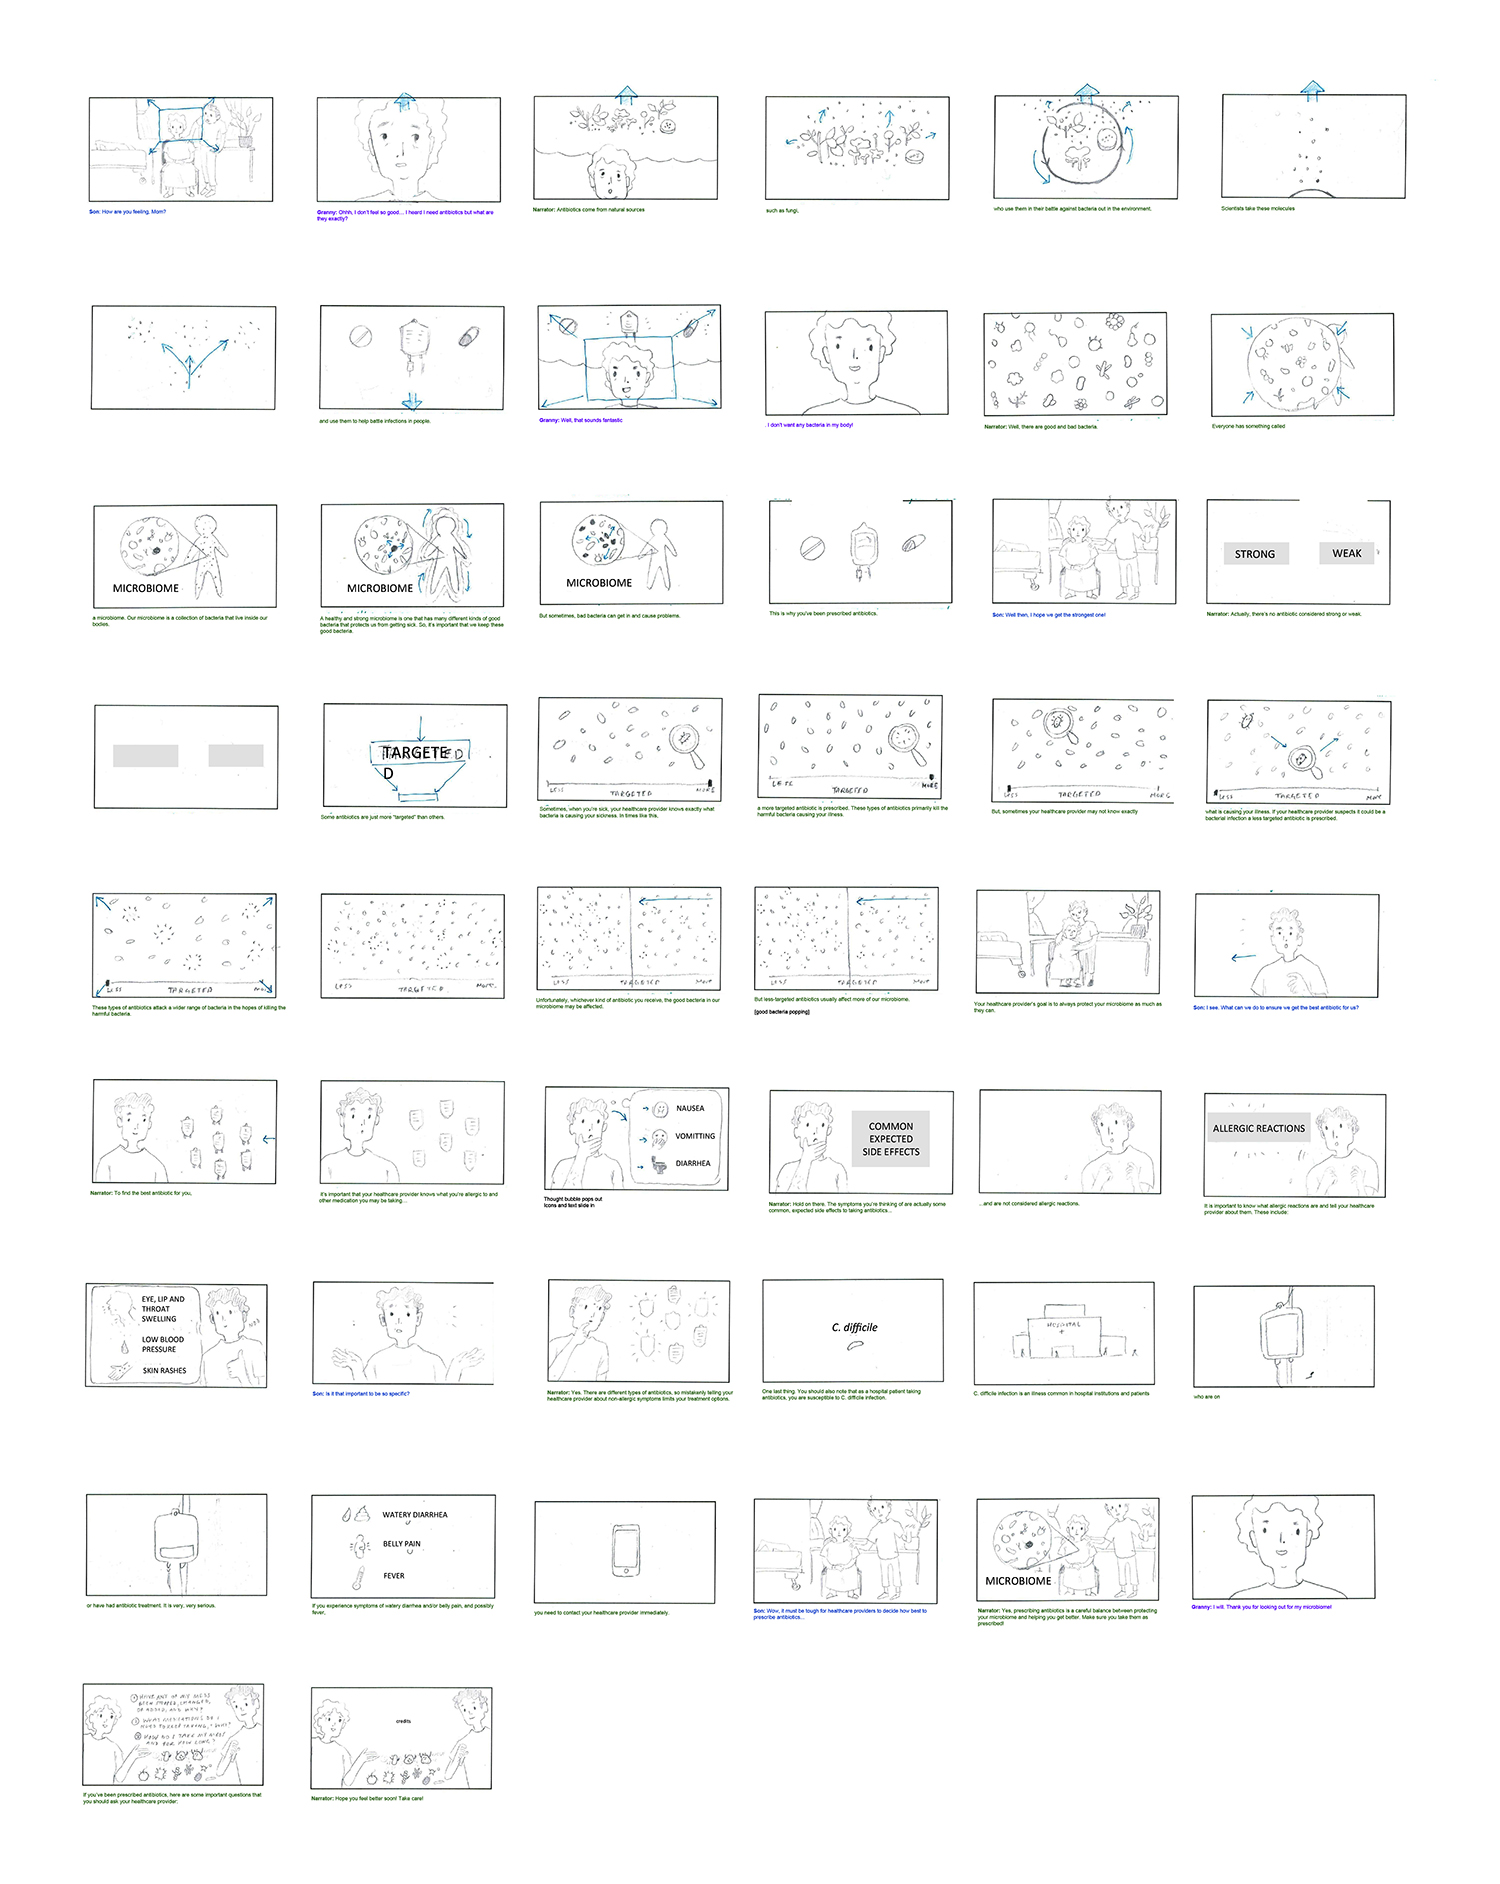 Son: How are you feeling, Mom?
Granny: Ohhh, I don't feel so good... I heard I need antibiotics but what are
they exactly?
Narrator: Antibiotics come from natural sources
such as fungi,
who use them in their battle against bacteria out in the environment.
Scientists take these molecules
and use them to help battle infections in people.
Granny: Well, that sounds fantastic
. I don't want any bacteria in my body!
Narrator: Well, there are good and bad bacteria.
Everyone has something called
MICROBIOME
a microbiome. Our microbiome is a collection of bacteria that live inside our
bodies.
MICROBIOME
A healthy and strong microbiome is one that has many different kinds of good
bacteria that protects us from getting sick. So, it's important that we keep these
good bacteria.
MICROBIOME
But sometimes, bad bacteria can get in and cause problems.
This is why you've been prescribed antibiotics.
Son: Well then, I hope we get the strongest one!
STRONG
WEAK
Narrator: Actually, there's no antibiotic considered strong or weak.
TARGETE
D
Some antibiotics are just more "targeted" than others.
LESS TARGETED MORE
Sometimes, when you're sick, your healthcare provider knows exactly what
bacteria is causing your sickness. In times like this,
LESS TARGETED MORE
a more targeted antibiotic is prescribed. These types of antibiotics primarily kill the
harmful bacteria causing your illness.
LESS TARGETED MORE
But, sometimes your healthcare provider may not know exactly
LESS TARGETED MORE
what is causing your illness. If your healthcare provider suspects it could be a
bacterial infection a less targeted antibiotic is prescribed.
LESS TARGETED MORE
These types of antibiotics attack a wider range of bacteria in the hopes of killing the
harmful bacteria.
LESS TARGETED MORE
LESS TARGETED MORE
Unfortunately, whichever kind of antibiotic you receive, the good bacteria in our
microbiome may be affected.
LESS TARGETED MORE
But less-targeted antibiotics usually affect more of our microbiome.
[good bacteria popping]
Your healthcare provider's goal is to always protect your microbiome as much as
they can.
Son: I see. What can we do to ensure we get the best antibiotic for us?
Narrator: To find the best antibiotic for you,
it's important that your healthcare provider knows what you're allergic to and
other medication you may be taking...
NAUSEA
VOMITTING
DIARRHEA
Thought bubble pops out
Icons and text slide in
COMMON
EXPECTED
SIDE EFFECTS
Narrator: Hold on there. The symptoms you're thinking of are actually some
common, expected side effects to taking antibiotics...
...and are not considered allergic reactions.
ALLERGIC REACTIONS
It is important to know what allergic reactions are and tell your healthcare
provider about them. These include:
EYE, LIP AND
THROAT
SWELLING
LOW BLOOD
PRESSURE
SKIN RASHES
Son: Is it that important to be so specific?
Narrator: Yes. There are different types of antibiotics, so mistakenly telling your
healthcare provider about non-allergic symptoms limits your treatment options.
C. difficile
One last thing. You should also note that as a hospital patient taking
antibiotics, you are susceptible to C. difficile infection.
HOSPITAL
C. difficile infection is an illness common in hospital institutions and patients
who are on
or have had antibiotic treatment. It is very, very serious.
WATERY DIARRHEA
BELLY PAIN
FEVER
If you experience symptoms of watery diarrhea and/or belly pain, and possibly
fever,
you need to contact your healthcare provider immediately.
Son: Wow, it must be tough for healthcare providers to decide how best to
prescribe antibiotics...
MICROBIOME
Narrator: Yes, prescribing antibiotics is a careful balance between protecting
your microbiome and helping you get better. Make sure you take them as
prescribed!
Granny: I will. Thank you for looking out for my microbiome!
① HAVE ANY OF MY MEDS
BEEN ADDED, CHANGED,
② WHAT MEDICATIONS DO I
③ HOW DO I TAKE MY MEDS
AND FOR HOW LONG?
If you've been prescribed antibiotics, here are some important questions that
you should ask your healthcare provider:
credits
Narrator: Hope you feel better soon! Take care!